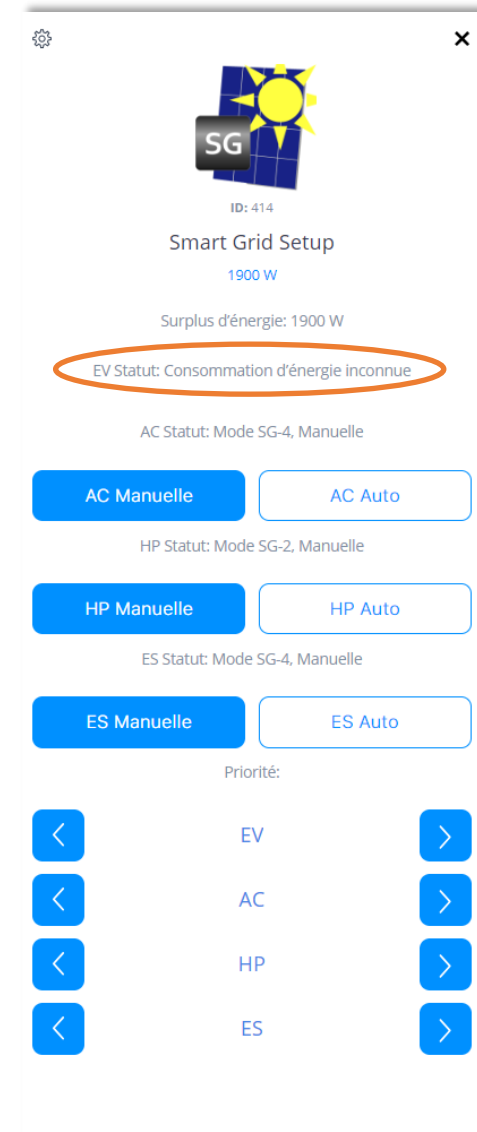 SG
ID: 414
Smart Grid Setup
1900 W
Surplus d’énergie: 1900 W
EV Statut: Consommation d’énergie inconnue
AC Statut: Mode SG-4, Manuelle
AC Manuelle AC Auto
HP Statut: Mode SG-2, Manuelle
HP Manuelle HP Auto
ES Statut: Mode SG-4, Manuelle
ES Manuelle ES Auto
Priorité:
EV
AC
HP
ES